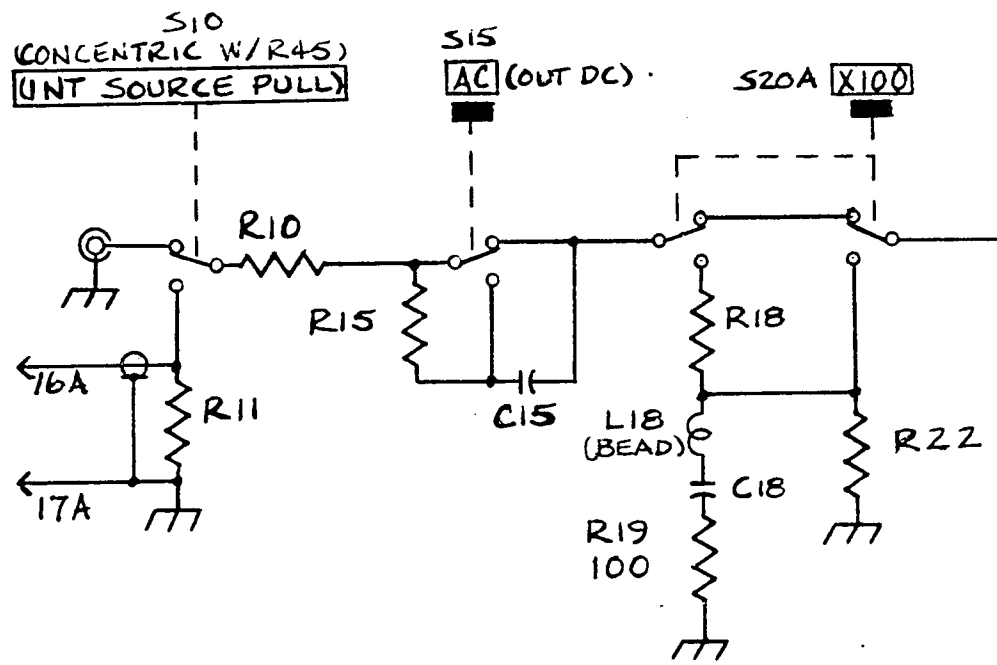 S10
(CONCENTRIC W/R45)
(INT SOURCE PULL)
S15
AC (OUT DC)
S20A X100
R10
R15
R18
16A
R11
C15
L18
(BEAD)
R22
C18
17A
R19
100